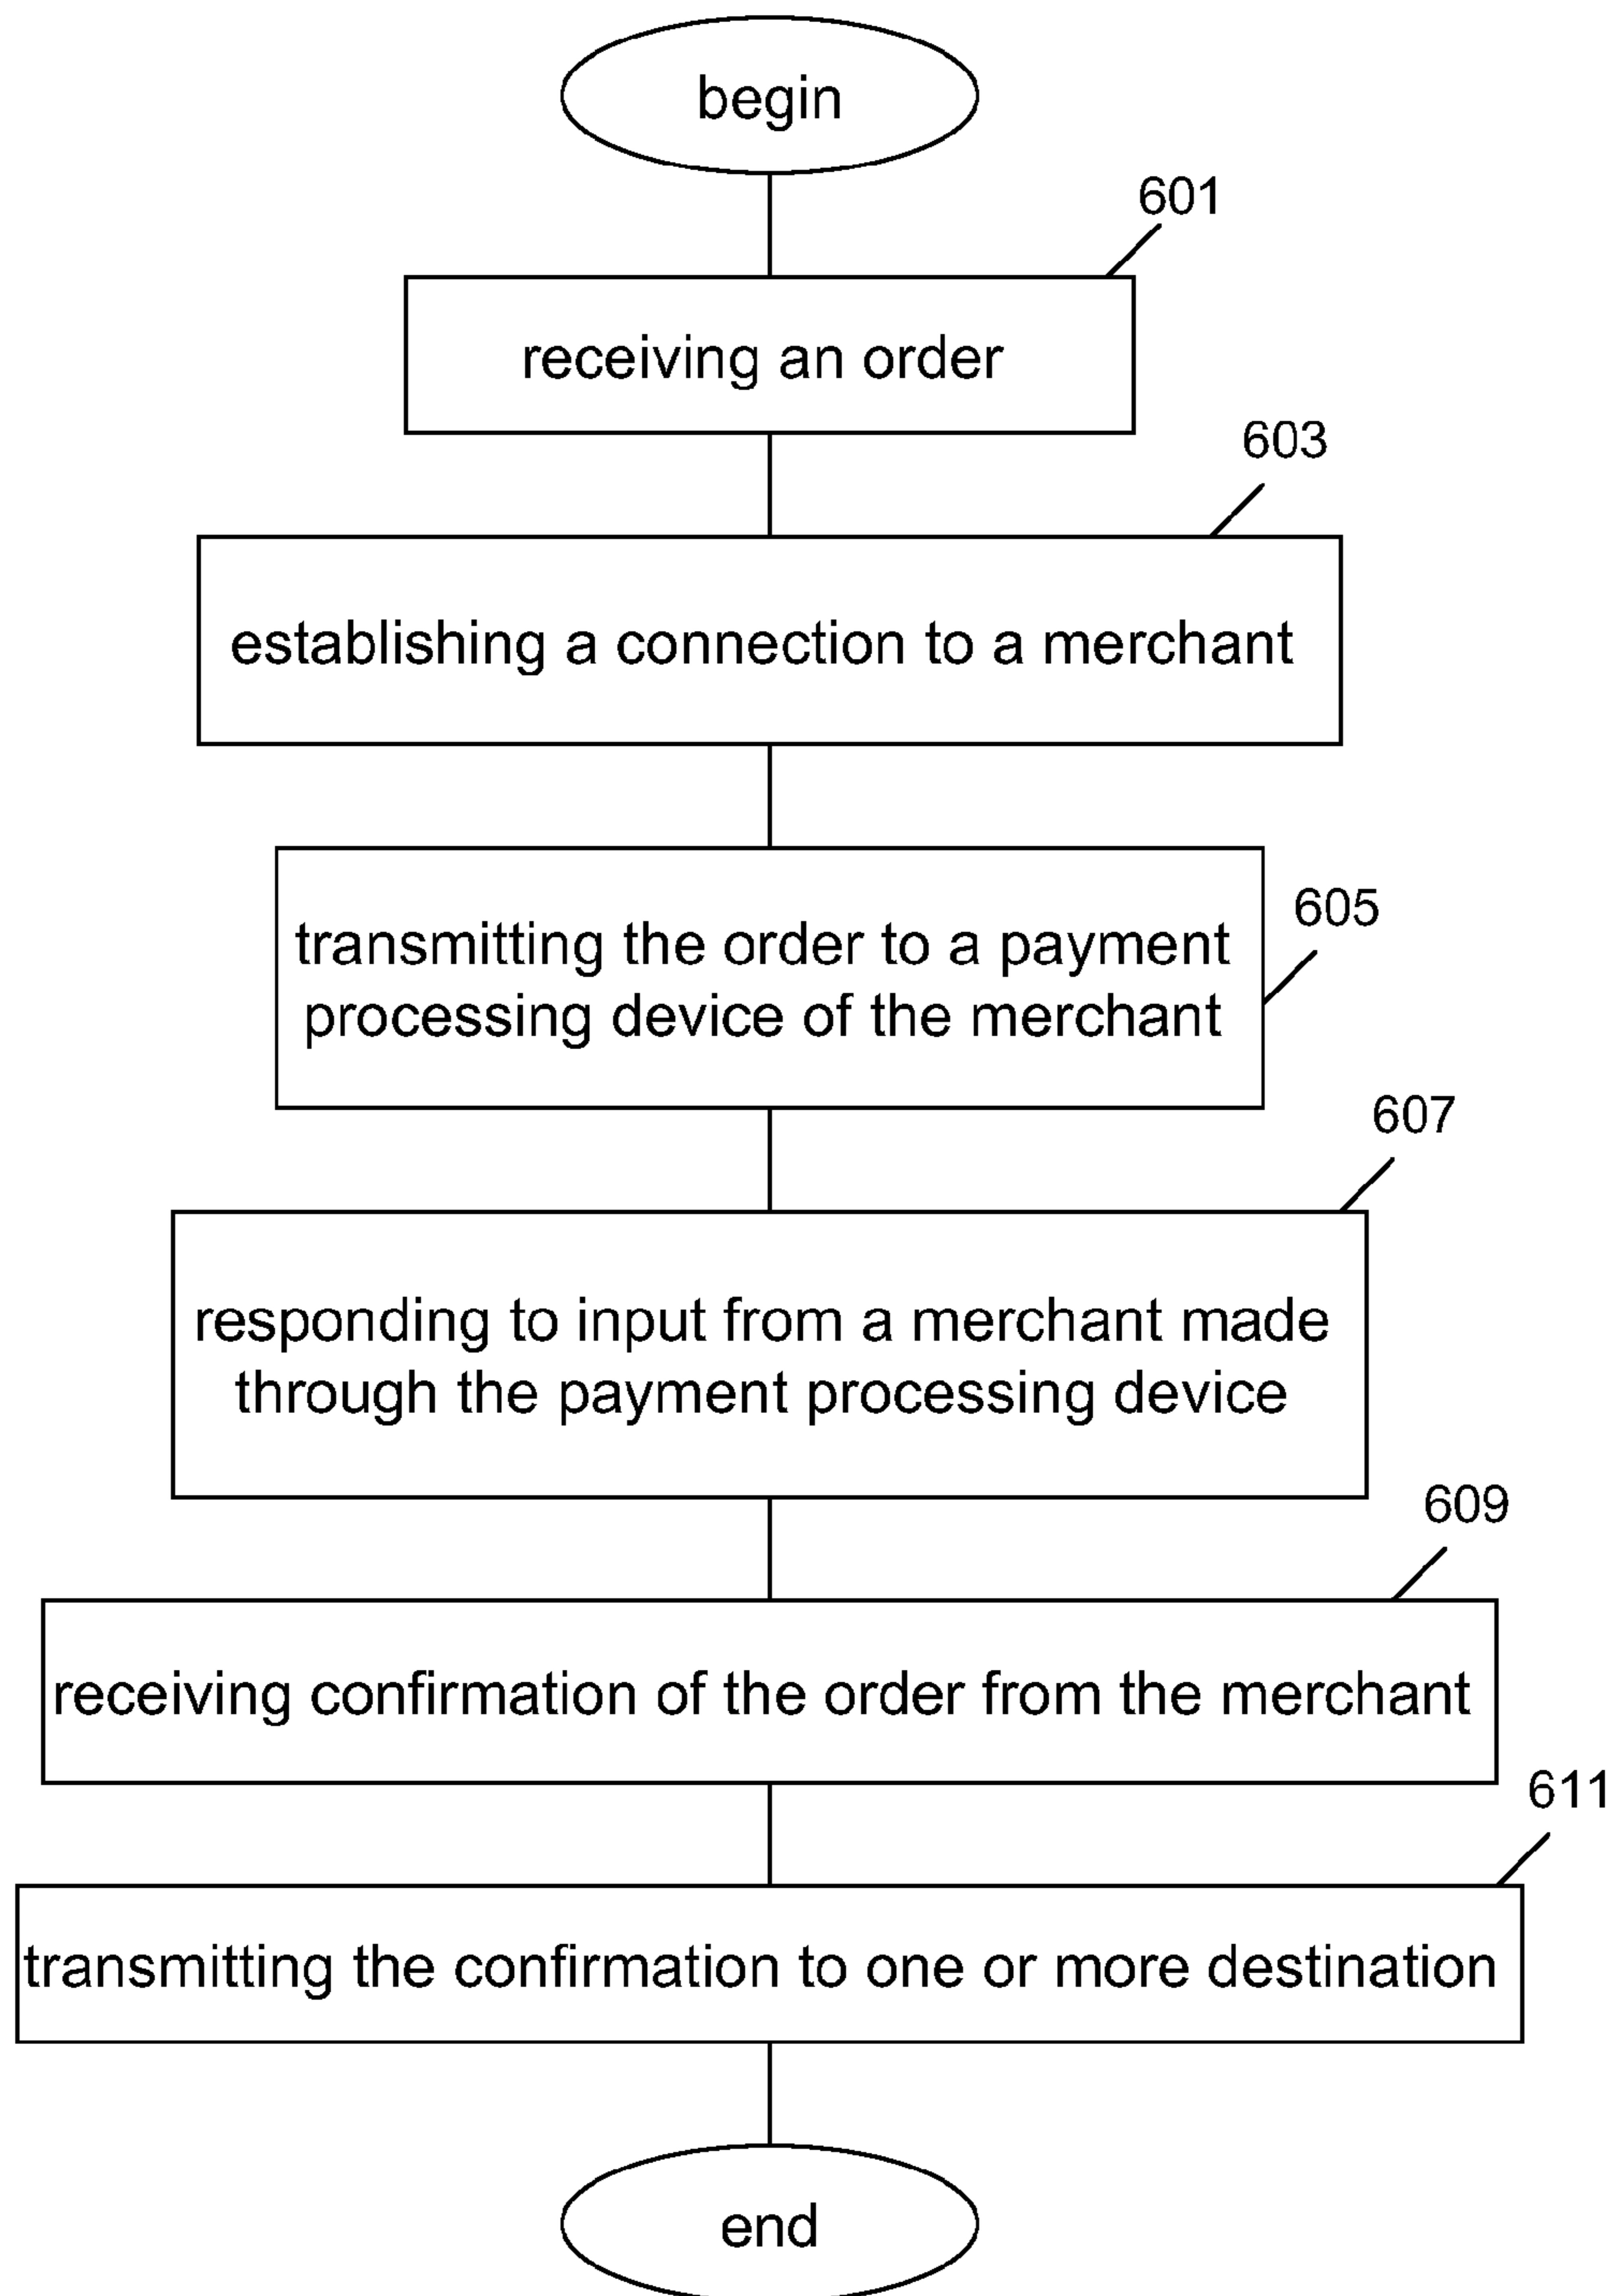 begin
601
receiving an order
603
establishing a connection to a merchant
605
transmitting the order to a payment
processing device of the merchant
607
responding to input from a merchant made
through the payment processing device
609
receiving confirmation of the order from the merchant
611
transmitting the confirmation to one or more destination
end